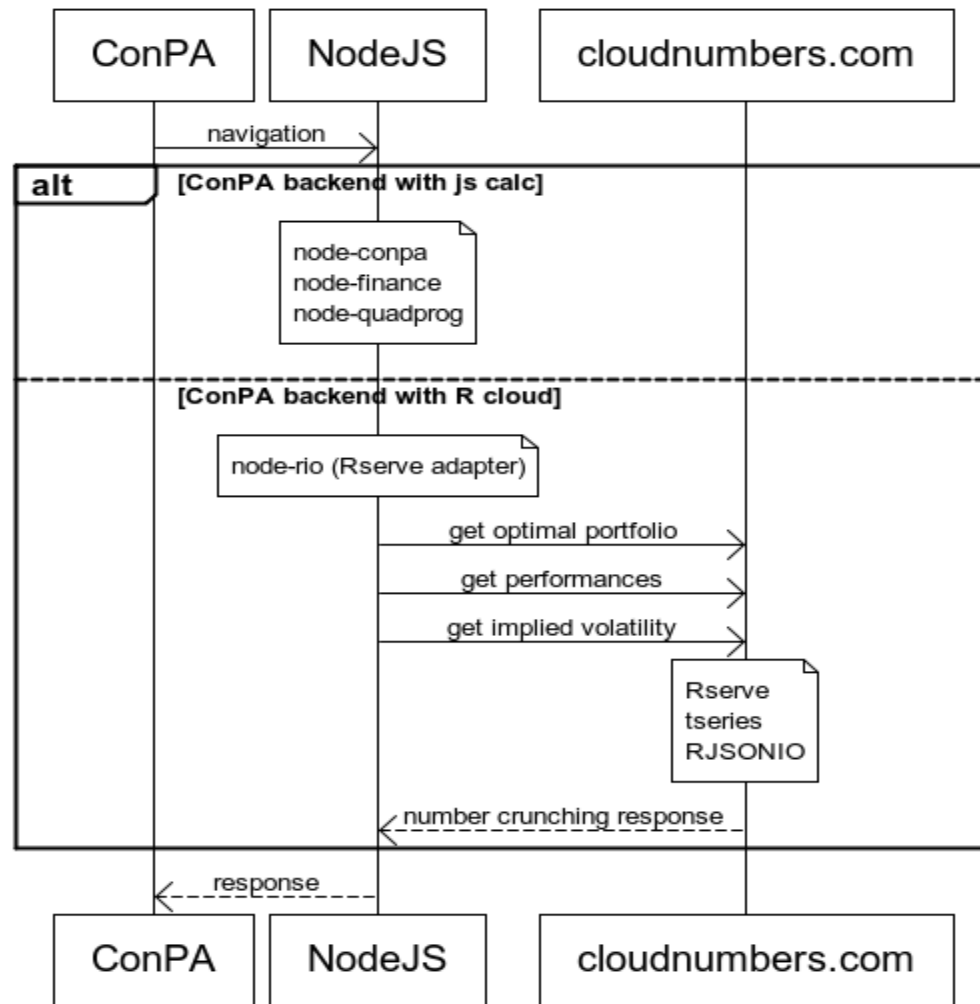 ConPA
NodeJS
cloudnumbers.com
navigation
alt
[ConPA backend with js calc]
node-conpa
node-finance
node-quadprog
[ConPA backend with R cloud]
node-rio (Rserve adapter)
get optimal portfolio
get performances
get implied volatility
Rserve
tseries
RJSONIO
number crunching response
response
ConPA
NodeJS
cloudnumbers.com